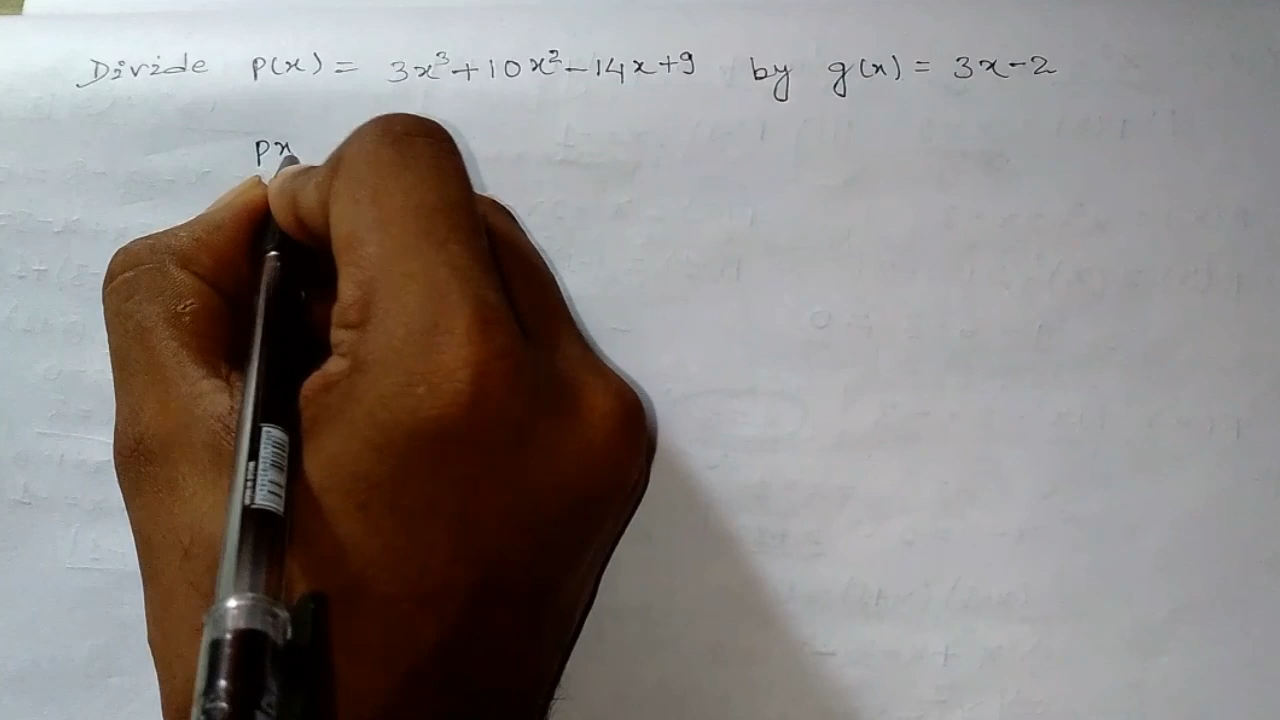 Divide p(x) = 3x³+10x²-14x+9 by g(x) = 3x-2
px